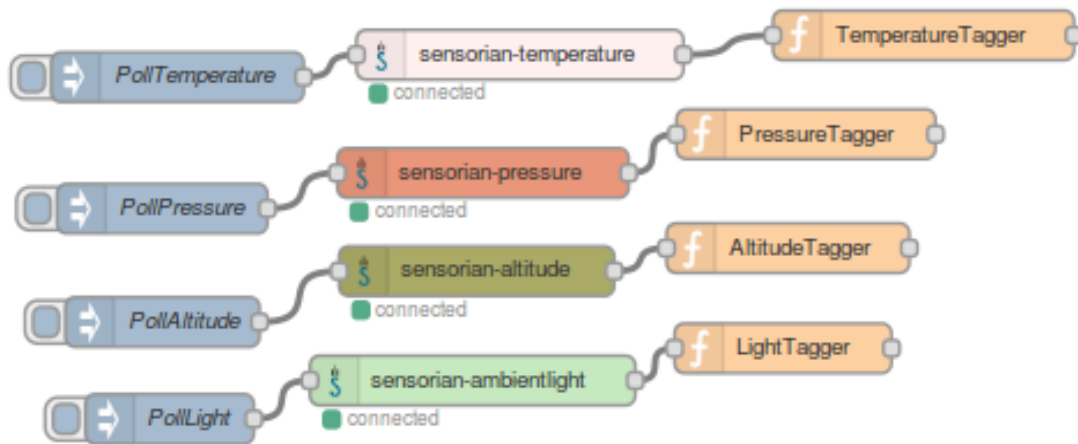 PollTemperature
sensorian-temperature
TemperatureTagger
connected
PollPressure
sensorian-pressure
PressureTagger
connected
PollAltitude
sensorian-altitude
AltitudeTagger
connected
PollLight
sensorian-ambientlight
LightTagger
connected